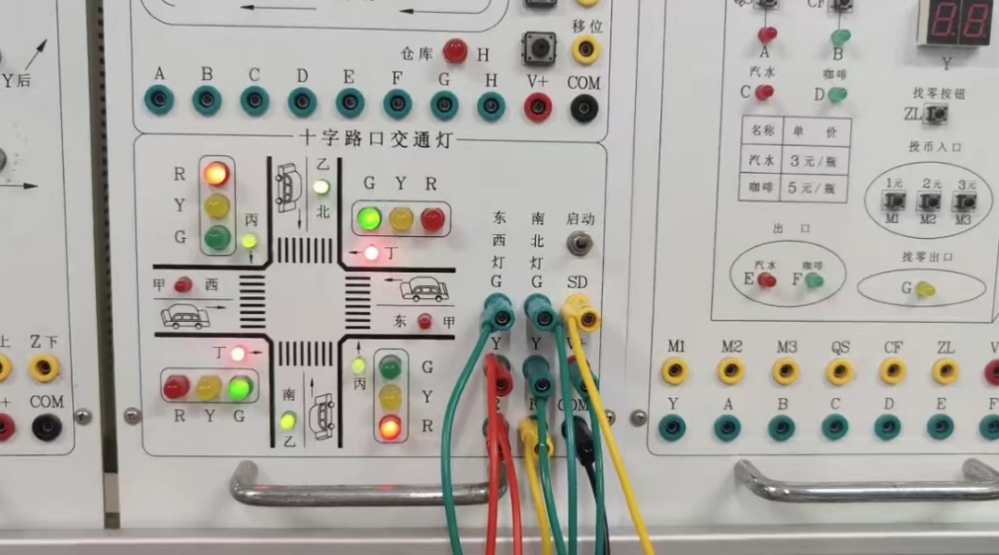 Y后
上 Z下
+ COM
移位
仓库 H
A B C D E F G H V+ COM
十字路口交通灯
R
Y
G
乙
北
丙
G Y R
丁
甲 西
东 甲
丁
R Y G
南
乙
丙
G
Y
R
东西灯
南北灯
启动
G G SD
Y Y
R
COM
QS CF
A B
汽水 咖啡
C D
Y
找零按钮
ZL
名称 单价
汽水 3元/瓶
咖啡 5元/瓶
投币入口
1元 2元 3元
M1 M2 M3
出口
汽水 咖啡
E F
找零出口
G
M1 M2 M3 QS CF ZL V
Y A B C D E F